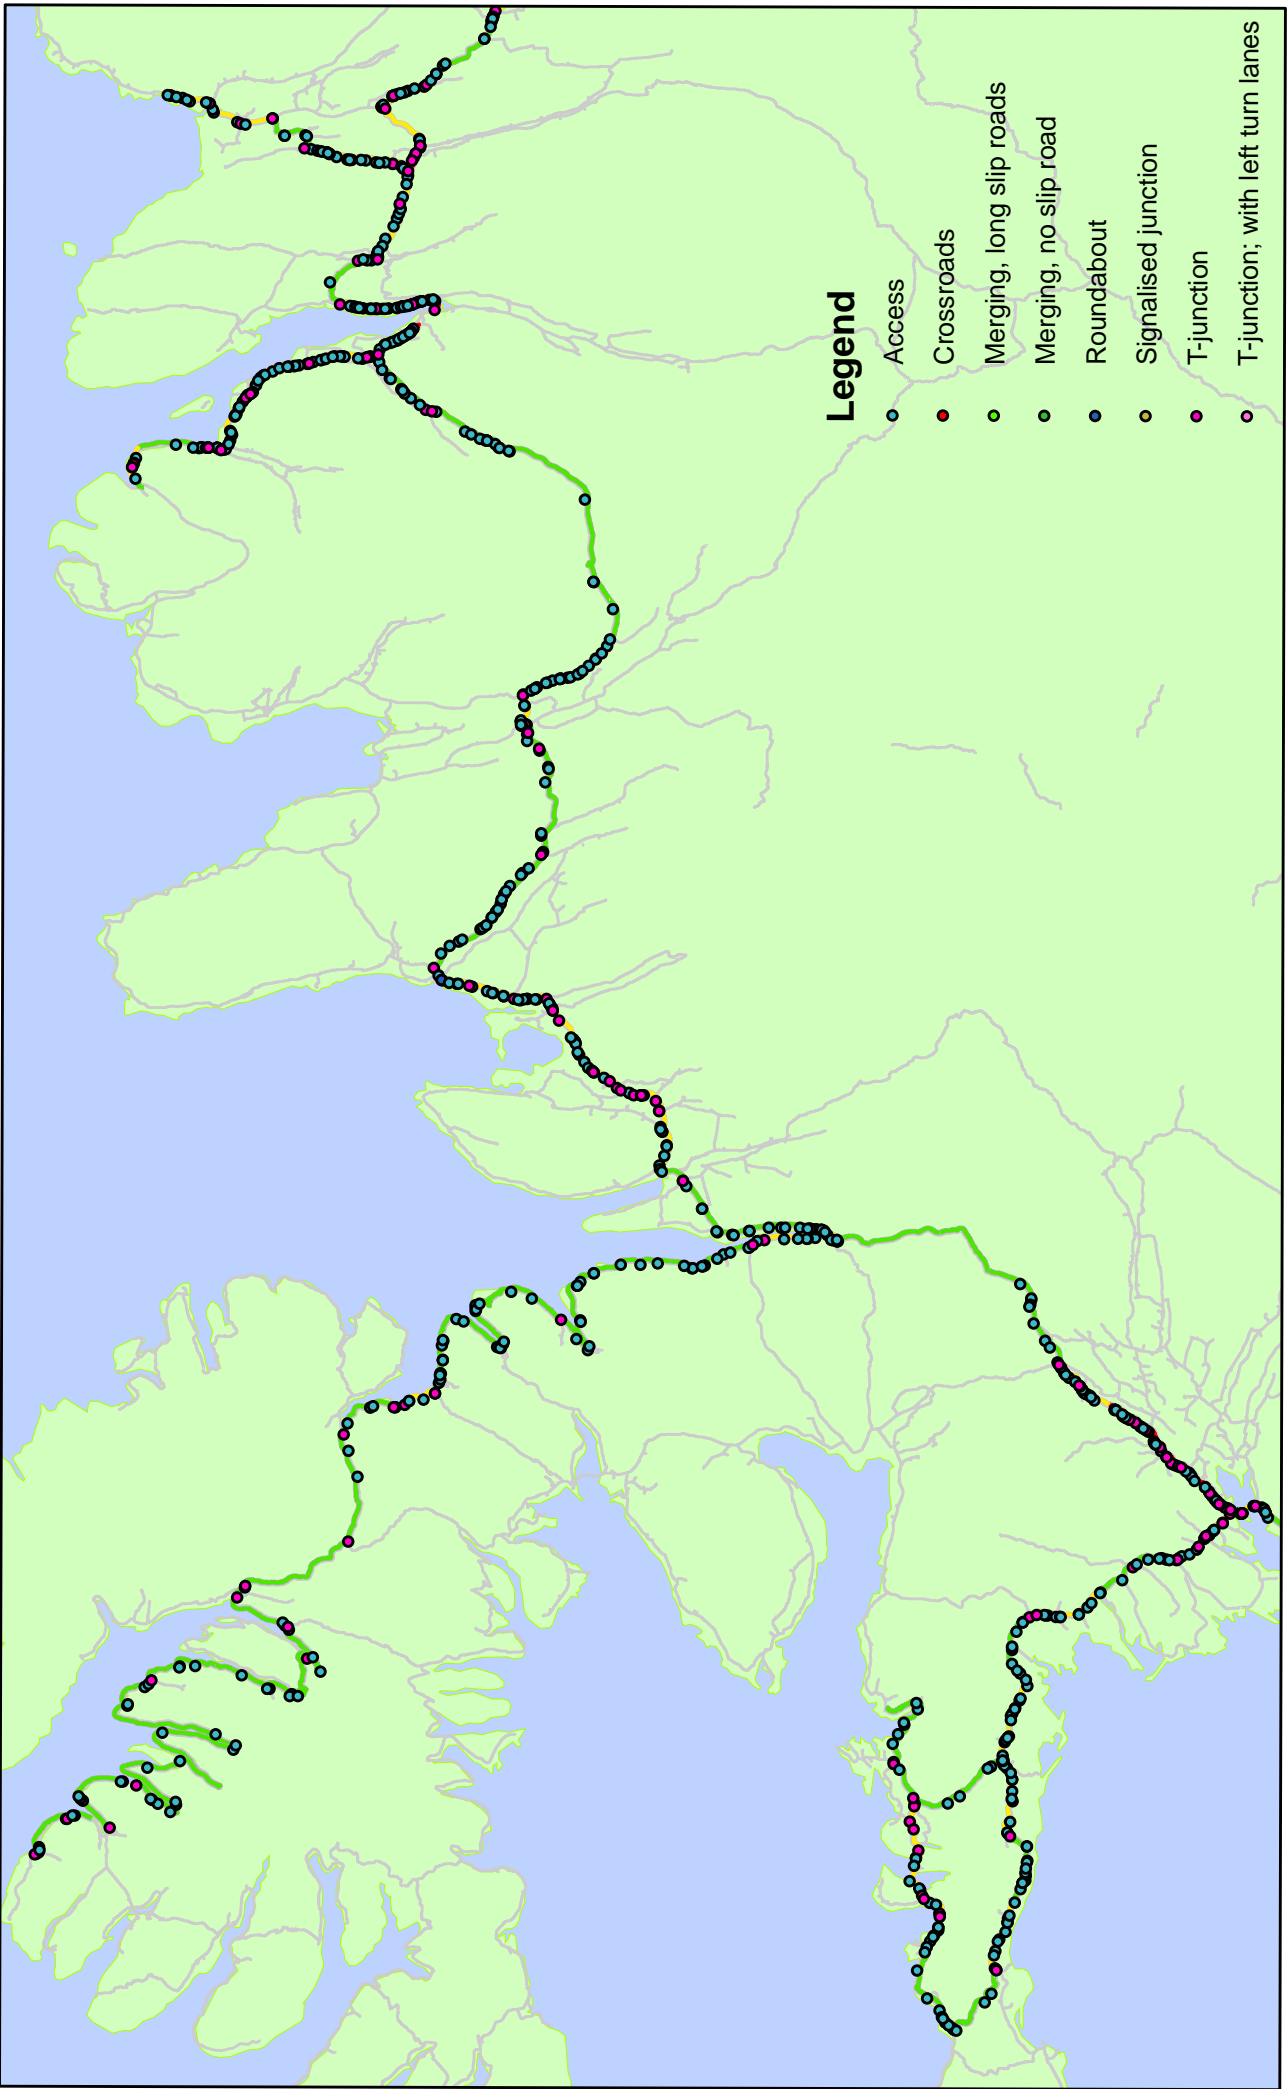 Legend
Access
Crossroads
Merging, long slip roads
Merging, no slip road
Roundabout
Signalised junction
T-junction
T-junction; with left turn lanes